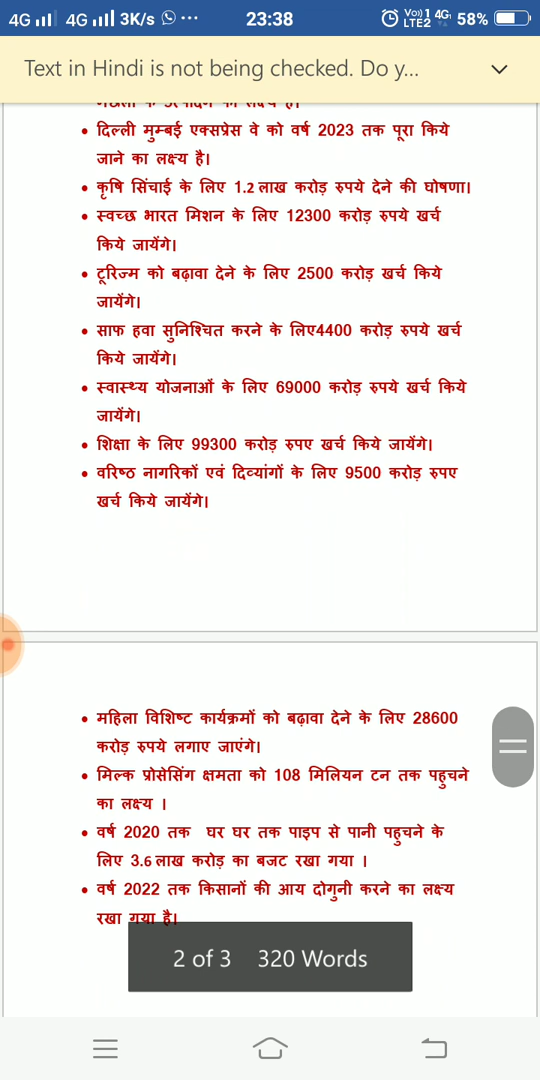 4G 4G 3K/s ... 23:38 Vo)) 1 4G LTE2 58%
Text in Hindi is not being checked. Do y...
• दिल्ली मुम्बई एक्सप्रेस वे को वर्ष 2023 तक पूरा किये
जाने का लक्ष्य है।
• कृषि सिंचाई के लिए 1.2 लाख करोड़ रुपये देने की घोषणा।
• स्वच्छ भारत मिशन के लिए 12300 करोड़ रुपये खर्च
किये जायेंगे।
• टूरिज्म को बढ़ावा देने के लिए 2500 करोड़ खर्च किये
जायेंगे।
• साफ हवा सुनिश्चित करने के लिए4400 करोड़ रुपये खर्च
किये जायेंगे।
• स्वास्थ्य योजनाओं के लिए 69000 करोड़ रुपये खर्च किये
जायेंगे।
• शिक्षा के लिए 99300 करोड़ रुपए खर्च किये जायेंगे।
• वरिष्ठ नागरिकों एवं दिव्यांगों के लिए 9500 करोड़ रुपए
खर्च किये जायेंगे।
• महिला विशिष्ट कार्यक्रमों को बढ़ावा देने के लिए 28600
करोड़ रुपये लगाए जाएंगे।
• मिल्क प्रोसेसिंग क्षमता को 108 मिलियन टन तक पहुचने
का लक्ष्य ।
• वर्ष 2020 तक घर घर तक पाइप से पानी पहुचने के
लिए 3.6 लाख करोड़ का बजट रखा गया ।
• वर्ष 2022 तक किसानों की आय दोगुनी करने का लक्ष्य
रखा गया है।
2 of 3 320 Words